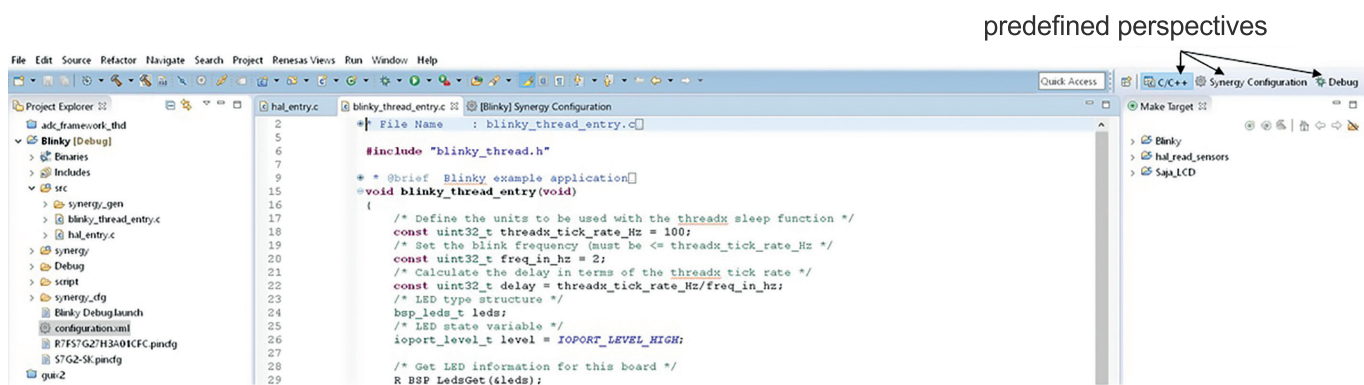 predefined perspectives
File Edit Source Refactor Navigate Search Project Renesas Views Run Window Help
Quick Access
C/C++ Synergy Configuration Debug
Project Explorer
hal_entry.c blinky_thread_entry.c [Blinky] Synergy Configuration
Make Target
adc_framework_thd
Blinky [Debug]
Binaries
Includes
src
synergy_gen
blinky_thread_entry.c
hal_entry.c
synergy
Debug
script
synergy_cfg
Blinky Debug.launch
configuration.xml
R7FS7G27H3A01CFC.pincfg
S7G2-SK.pincfg
guix2
2 * File Name : blinky_thread_entry.c
5
6 #include "blinky_thread.h"
7
9 * @brief Blinky example application
15 void blinky_thread_entry(void)
16 {
17 /* Define the units to be used with the threadx sleep function */
18 const uint32_t threadx_tick_rate_Hz = 100;
19 /* Set the blink frequency (must be <= threadx_tick_rate_Hz */
20 const uint32_t freq_in_hz = 2;
21 /* Calculate the delay in terms of the threadx tick rate */
22 const uint32_t delay = threadx_tick_rate_Hz/freq_in_hz;
23 /* LED type structure */
24 bsp_leds_t leds;
25 /* LED state variable */
26 ioport_level_t level = IOPORT_LEVEL_HIGH;
27
28 /* Get LED information for this board */
29 R_BSP_LedsGet(&leds);
Blinky
hal_read_sensors
Saja_LCD